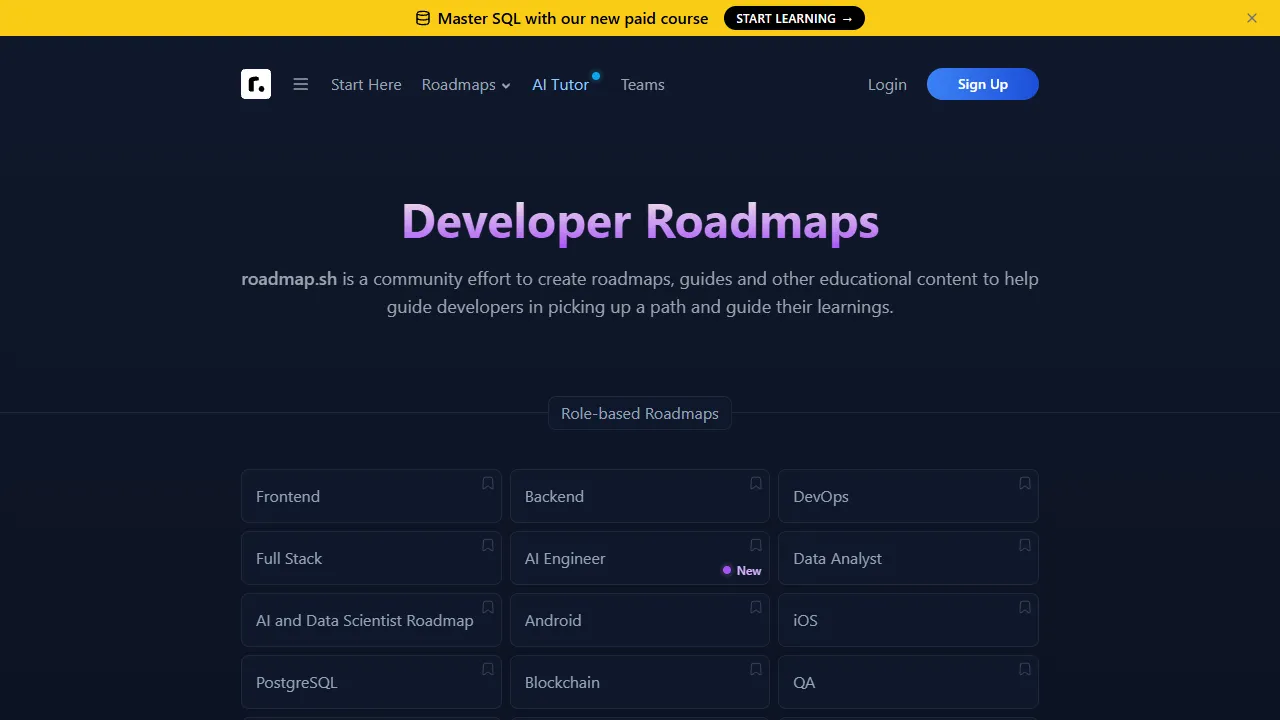 Master SQL with our new paid course START LEARNING →
r.
Start Here Roadmaps AI Tutor Teams Login Sign Up
Developer Roadmaps
roadmap.sh is a community effort to create roadmaps, guides and other educational content to help
guide developers in picking up a path and guide their learnings.
Role-based Roadmaps
Frontend Backend DevOps
Full Stack AI Engineer New Data Analyst
AI and Data Scientist Roadmap Android iOS
PostgreSQL Blockchain QA